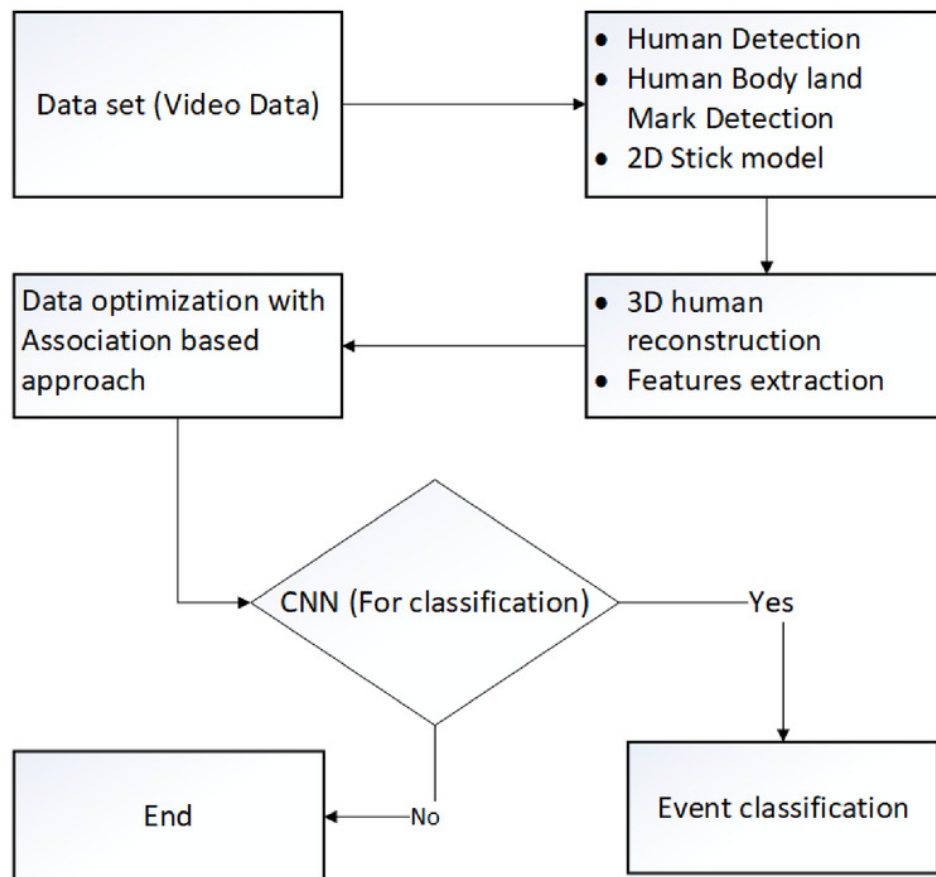 Data set (Video Data)
● Human Detection
● Human Body land
Mark Detection
● 2D Stick model
Data optimization with
Association based
approach
● 3D human
reconstruction
● Features extraction
CNN (For classification)
Yes
No
End
Event classification